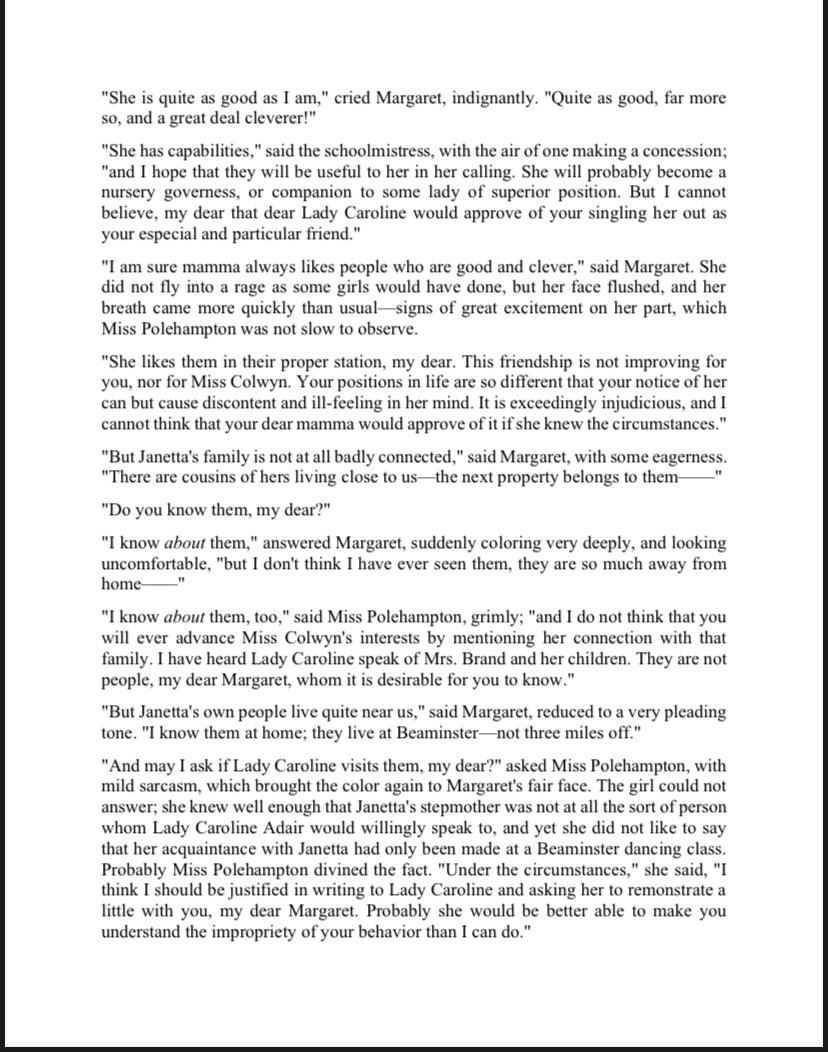 "She is quite as good as I am," cried Margaret, indignantly. "Quite as good, far more
so, and a great deal cleverer!"
"She has capabilities," said the schoolmistress, with the air of one making a concession;
"and I hope that they will be useful to her in her calling. She will probably become a
nursery governess, or companion to some lady of superior position. But I cannot
believe, my dear that dear Lady Caroline would approve of your singling her out as
your especial and particular friend."
"I am sure mamma always likes people who are good and clever," said Margaret. She
did not fly into a rage as some girls would have done, but her face flushed, and her
breath came more quickly than usual—signs of great excitement on her part, which
Miss Polehampton was not slow to observe.
"She likes them in their proper station, my dear. This friendship is not improving for
you, nor for Miss Colwyn. Your positions in life are so different that your notice of her
can but cause discontent and ill-feeling in her mind. It is exceedingly injudicious, and I
cannot think that your dear mamma would approve of it if she knew the circumstances."
"But Janetta's family is not at all badly connected," said Margaret, with some eagerness.
"There are cousins of hers living close to us—the next property belongs to them——"
"Do you know them, my dear?"
"I know about them," answered Margaret, suddenly coloring very deeply, and looking
uncomfortable, "but I don't think I have ever seen them, they are so much away from
home——"
"I know about them, too," said Miss Polehampton, grimly; "and I do not think that you
will ever advance Miss Colwyn's interests by mentioning her connection with that
family. I have heard Lady Caroline speak of Mrs. Brand and her children. They are not
people, my dear Margaret, whom it is desirable for you to know."
"But Janetta's own people live quite near us," said Margaret, reduced to a very pleading
tone. "I know them at home; they live at Beaminster—not three miles off."
"And may I ask if Lady Caroline visits them, my dear?" asked Miss Polehampton, with
mild sarcasm, which brought the color again to Margaret's fair face. The girl could not
answer; she knew well enough that Janetta's stepmother was not at all the sort of person
whom Lady Caroline Adair would willingly speak to, and yet she did not like to say
that her acquaintance with Janetta had only been made at a Beaminster dancing class.
Probably Miss Polehampton divined the fact. "Under the circumstances," she said, "I
think I should be justified in writing to Lady Caroline and asking her to remonstrate a
little with you, my dear Margaret. Probably she would be better able to make you
understand the impropriety of your behavior than I can do."